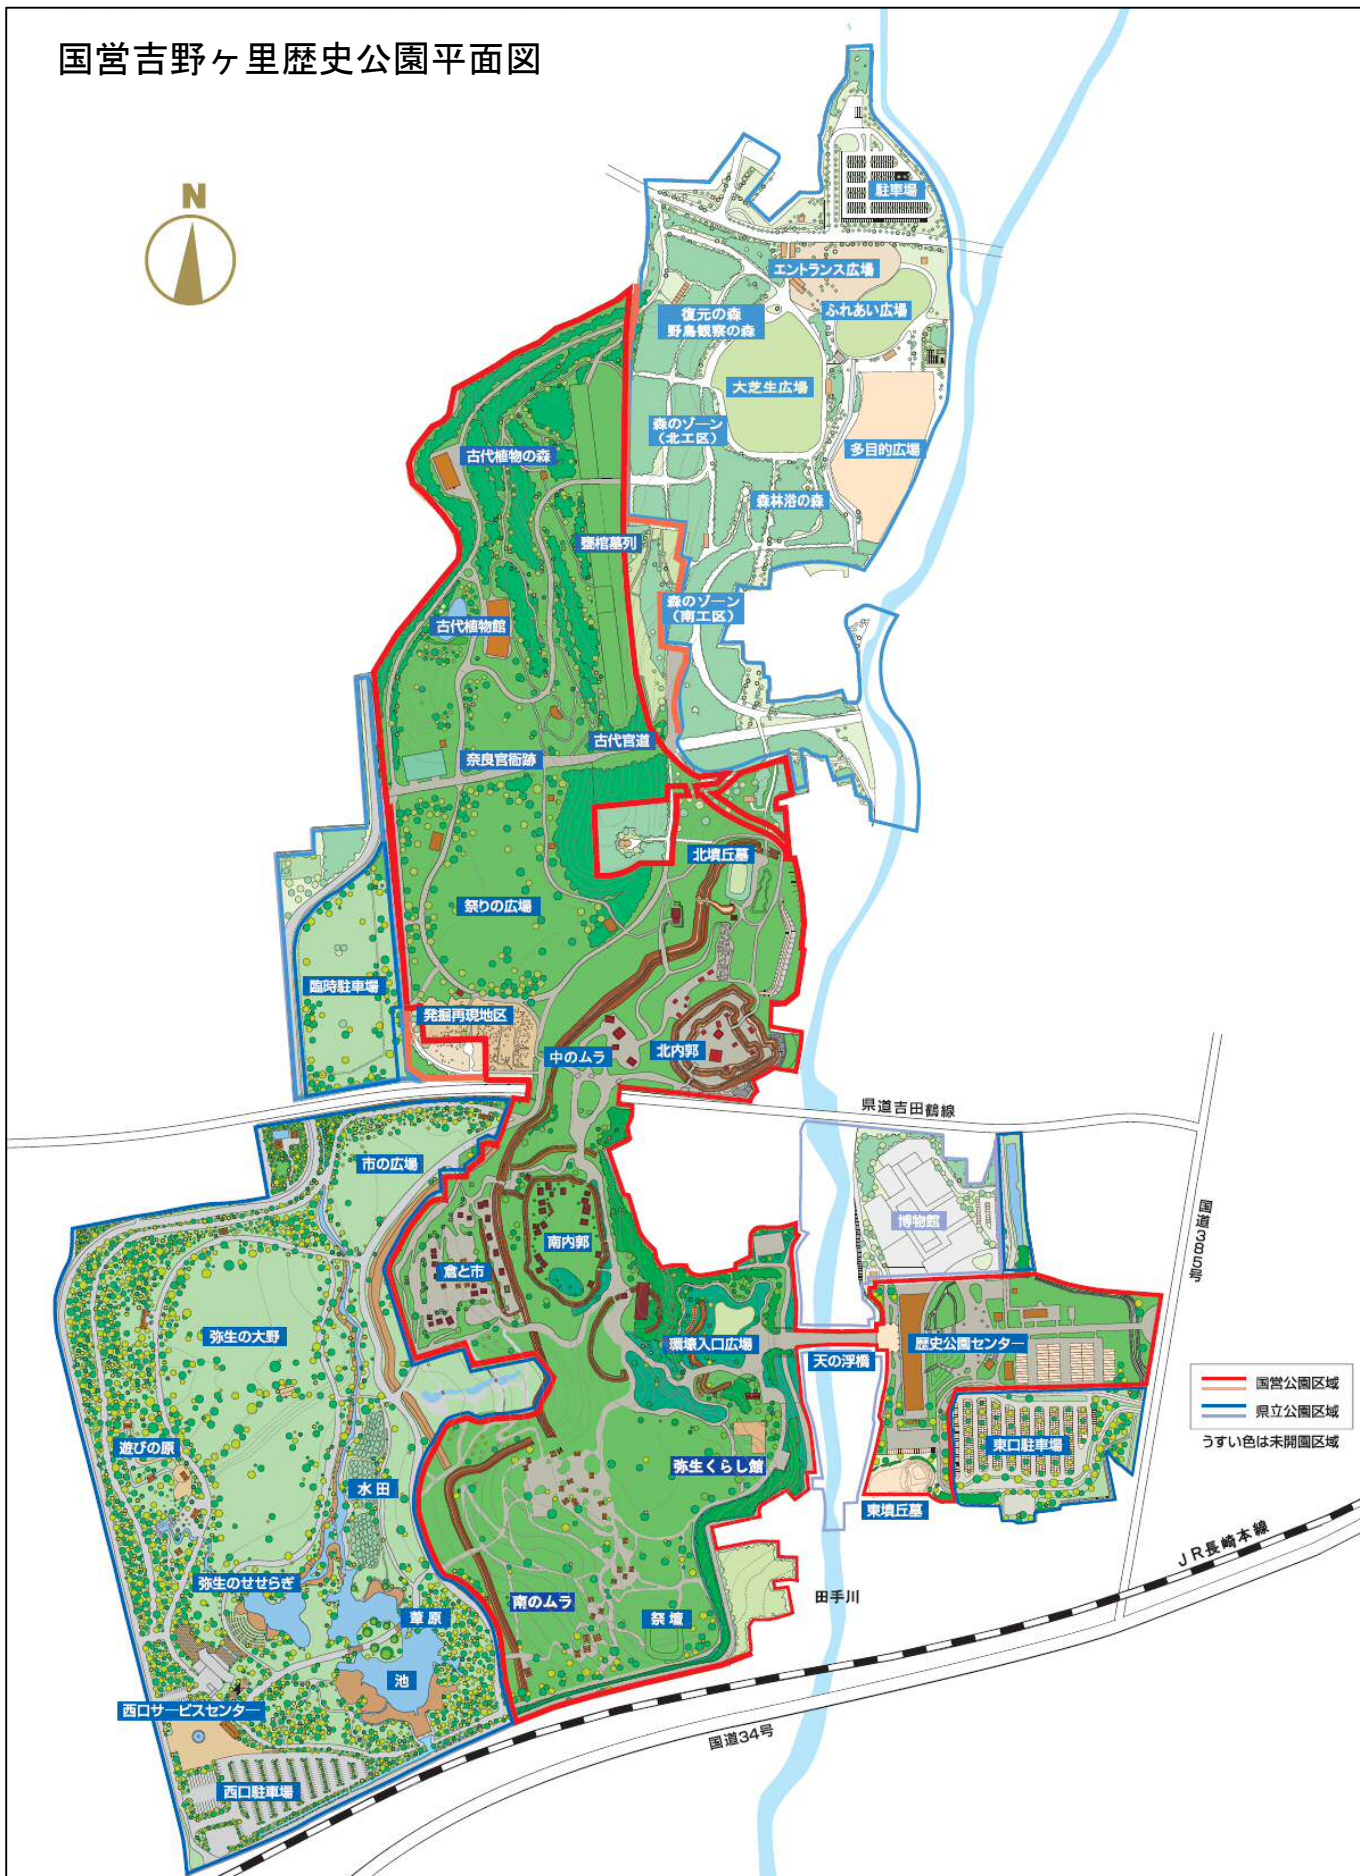 国営吉野ヶ里歴史公園平面図
N
駐車場
エントランス広場
ふれあい広場
復元の森
野鳥観察の森
大芝生広場
森のゾーン
(北工区)
多目的広場
古代植物の森
森林浴の森
甕棺墓列
森のゾーン
(南工区)
古代植物館
古代官道
奈良官衙跡
北墳丘墓
祭りの広場
臨時駐車場
発掘再現地区
中のムラ
北内郭
県道吉田鶴線
市の広場
博物館
国道385号
南内郭
倉と市
弥生の大野
環壕入口広場
天の浮橋
歴史公園センター
国営公園区域
県立公園区域
うすい色は未開園区域
遊びの原
水田
弥生くらし館
東口駐車場
東墳丘墓
JR長崎本線
弥生のせせらぎ
葦原
南のムラ
祭壇
田手川
池
西口サービスセンター
国道34号
西口駐車場